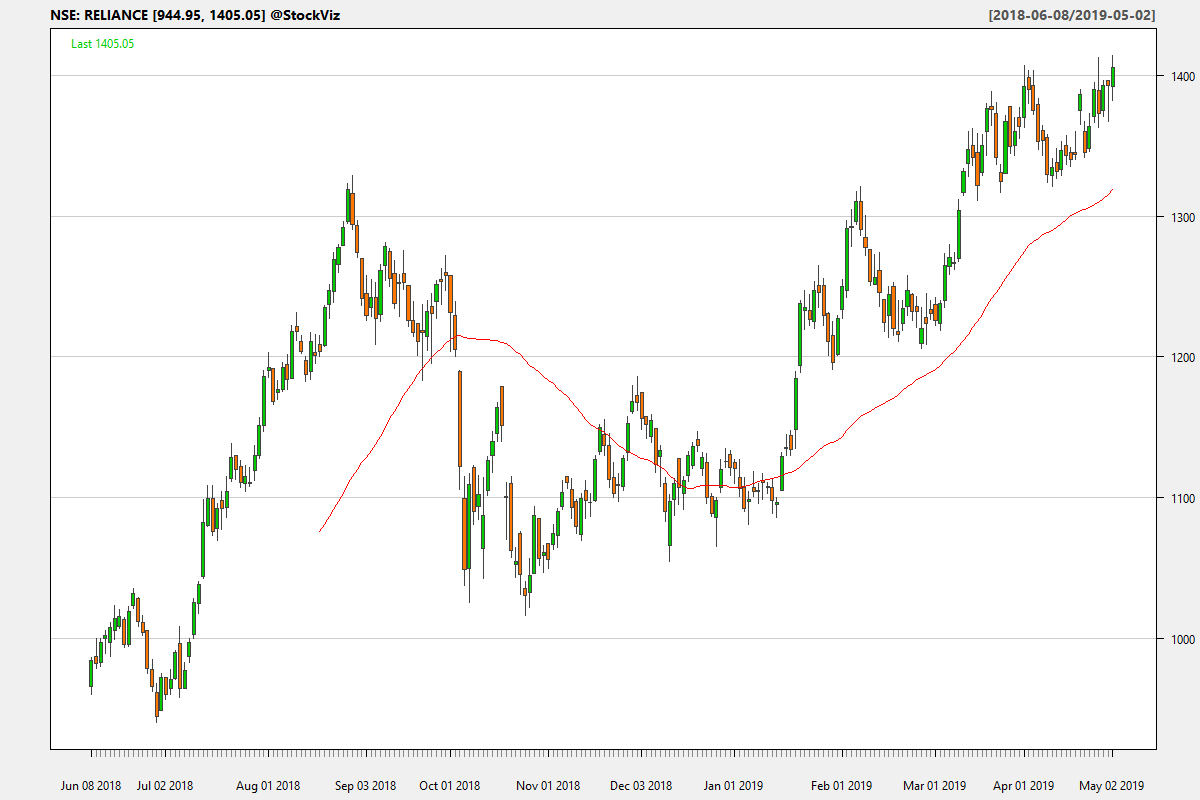 NSE: RELIANCE [944.95, 1405.05] @StockViz
[2018-06-08/2019-05-02]
Last 1405.05
1400
1300
1200
1100
1000
Jun 08 2018 Jul 02 2018 Aug 01 2018 Sep 03 2018 Oct 01 2018 Nov 01 2018 Dec 03 2018 Jan 01 2019 Feb 01 2019 Mar 01 2019 Apr 01 2019 May 02 2019